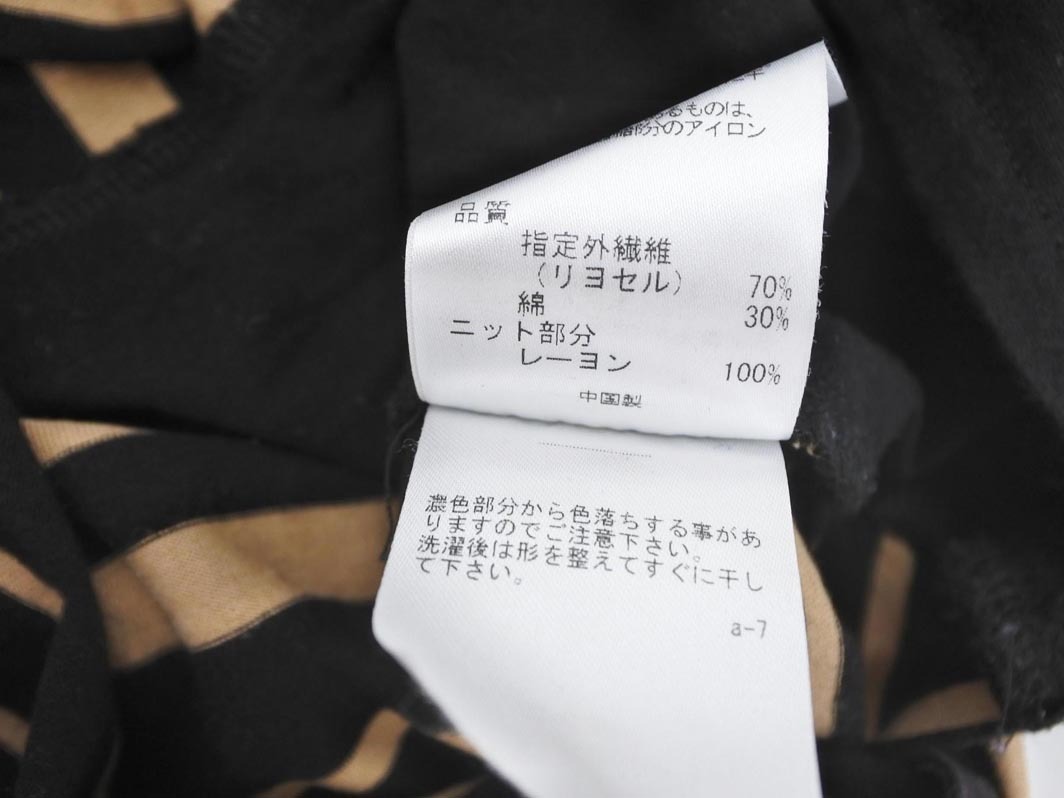 るものは、
部分のアイロン
品質
指定外繊維
（リヨセル） 70%
綿 30%
ニット部分
レーヨン 100%
中国製
濃色部分から色落ちする事があ
りますのでご注意下さい。
洗濯後は形を整えてすぐに干し
て下さい。
a-7